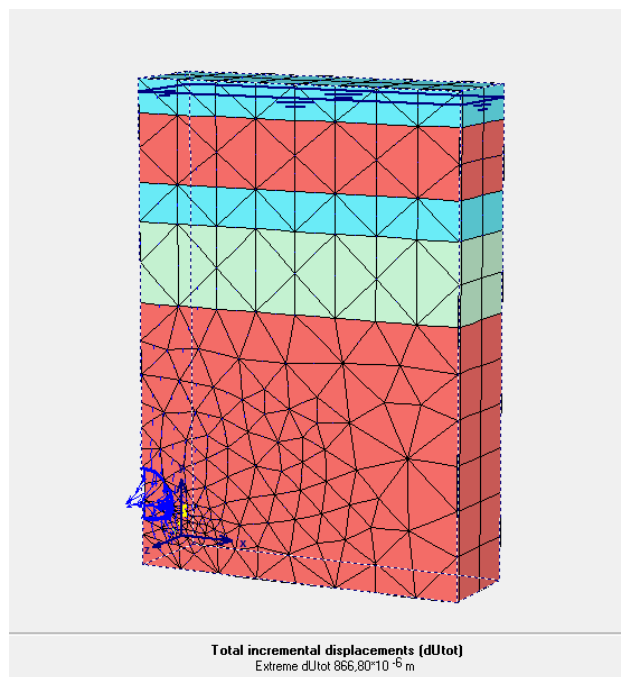 z
x
Total incremental displacements (dUtot)
Extreme dUtot 866,80*10 -6 m